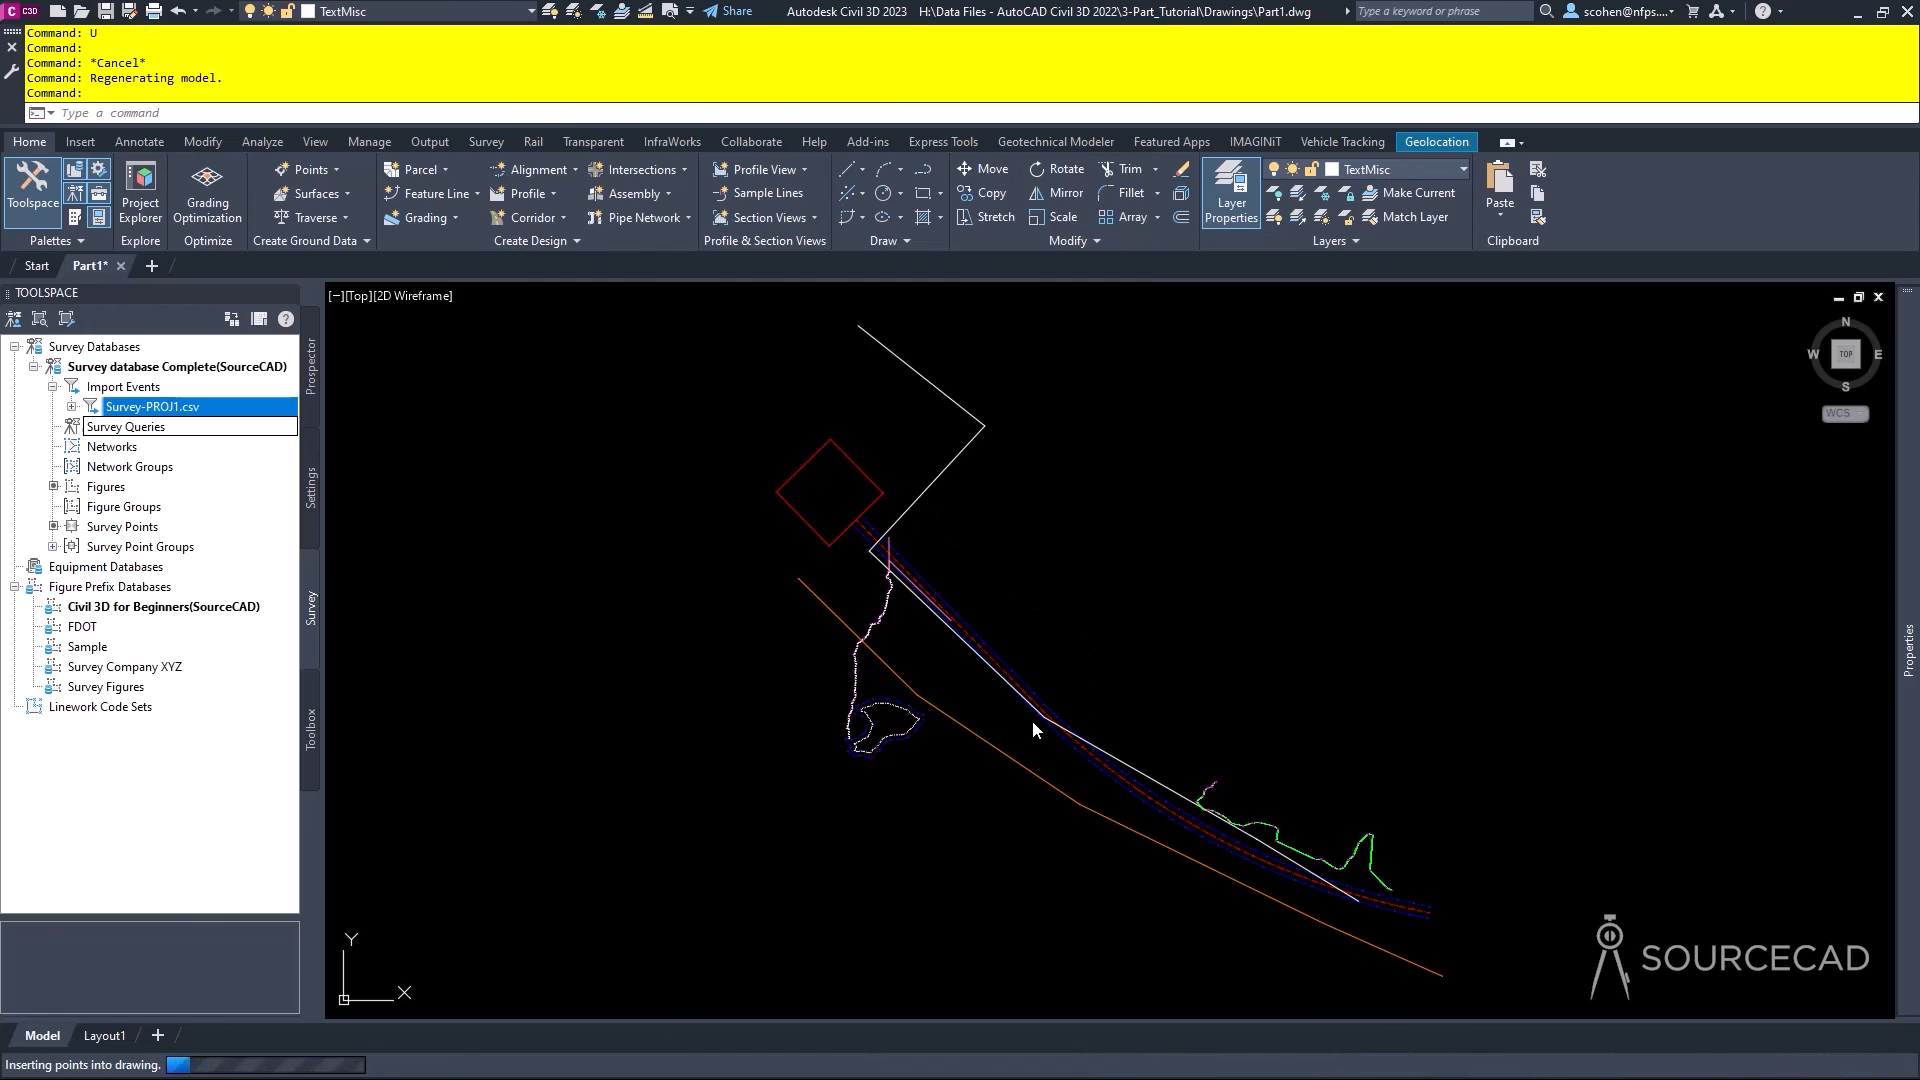 C3D
TextMisc
Share
Autodesk Civil 3D 2023 H:\Data Files - AutoCAD Civil 3D 2022\3-Part_Tutorial\Drawings\Part1.dwg
Type a keyword or phrase
scohen@nfps....
Command: U
Command:
Command: *Cancel*
Command: Regenerating model.
Command:
Type a command
Home Insert Annotate Modify Analyze View Manage Output Survey Rail Transparent InfraWorks Collaborate Help Add-ins Express Tools Geotechnical Modeler Featured Apps IMAGINiT Vehicle Tracking Geolocation
Toolspace
Palettes
Project Explorer
Explore
Grading Optimization
Optimize
Points
Surfaces
Traverse
Create Ground Data
Parcel
Feature Line
Grading
Alignment
Profile
Corridor
Intersections
Assembly
Pipe Network
Create Design
Profile View
Sample Lines
Section Views
Profile & Section Views
Draw
Move
Copy
Stretch
Rotate
Mirror
Scale
Trim
Fillet
Array
Modify
Layer Properties
TextMisc
Make Current
Match Layer
Layers
Paste
Clipboard
Start
Part1*
TOOLSPACE
Survey Databases
Survey database Complete(SourceCAD)
Import Events
Survey-PROJ1.csv
Survey Queries
Networks
Network Groups
Figures
Figure Groups
Survey Points
Survey Point Groups
Equipment Databases
Figure Prefix Databases
Civil 3D for Beginners(SourceCAD)
FDOT
Sample
Survey Company XYZ
Survey Figures
Linework Code Sets
Prospector
Settings
Survey
Toolbox
[−][Top][2D Wireframe]
N
W TOP E
S
WCS
Properties
Y
X
SOURCECAD
Model
Layout1
Inserting points into drawing.